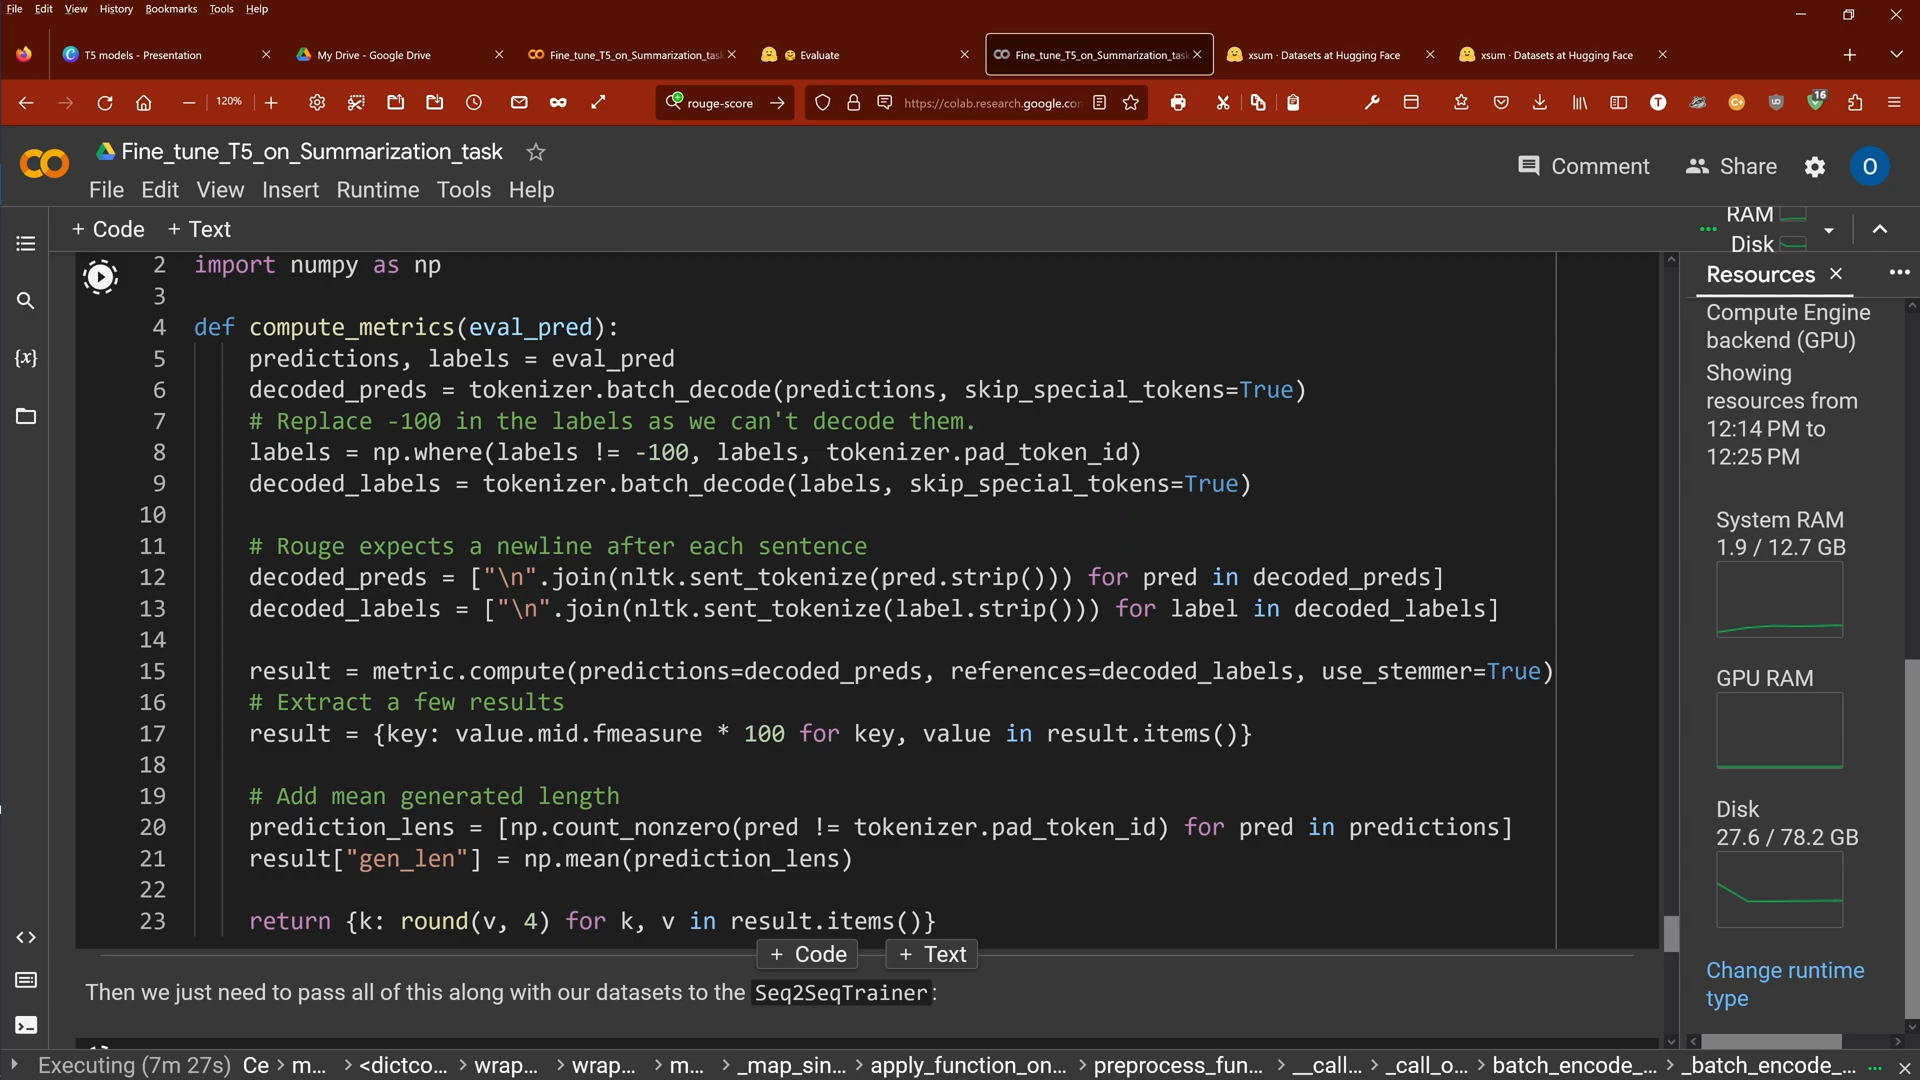 File Edit View History Bookmarks Tools Help
T5 models - Presentation
My Drive - Google Drive
Fine_tune_T5_on_Summarization_tas
Evaluate
Fine_tune_T5_on_Summarization_task
xsum · Datasets at Hugging Face
xsum · Datasets at Hugging Face
120%
rouge-score
https://colab.research.google.cor
16
Fine_tune_T5_on_Summarization_task
Comment
Share
O
File Edit View Insert Runtime Tools Help
+ Code + Text
RAM
Disk
2 import numpy as np
3
4 def compute_metrics(eval_pred):
5 predictions, labels = eval_pred
6 decoded_preds = tokenizer.batch_decode(predictions, skip_special_tokens=True)
7 # Replace -100 in the labels as we can't decode them.
8 labels = np.where(labels != -100, labels, tokenizer.pad_token_id)
9 decoded_labels = tokenizer.batch_decode(labels, skip_special_tokens=True)
10
11 # Rouge expects a newline after each sentence
12 decoded_preds = ["\n".join(nltk.sent_tokenize(pred.strip())) for pred in decoded_preds]
13 decoded_labels = ["\n".join(nltk.sent_tokenize(label.strip())) for label in decoded_labels]
14
15 result = metric.compute(predictions=decoded_preds, references=decoded_labels, use_stemmer=True)
16 # Extract a few results
17 result = {key: value.mid.fmeasure * 100 for key, value in result.items()}
18
19 # Add mean generated length
20 prediction_lens = [np.count_nonzero(pred != tokenizer.pad_token_id) for pred in predictions]
21 result["gen_len"] = np.mean(prediction_lens)
22
23 return {k: round(v, 4) for k, v in result.items()}
+ Code + Text
Then we just need to pass all of this along with our datasets to the Seq2SeqTrainer:
Resources
Compute Engine
backend (GPU)
Showing
resources from
12:14 PM to
12:25 PM
System RAM
1.9 / 12.7 GB
GPU RAM
Disk
27.6 / 78.2 GB
Change runtime
type
Executing (7m 27s) Ce > m... > <dictco... > wrap... > wrap... > m... > _map_sin... > apply_function_on... > preprocess_fun... > __call... > _call_o... > batch_encode_... > _batch_encode_...